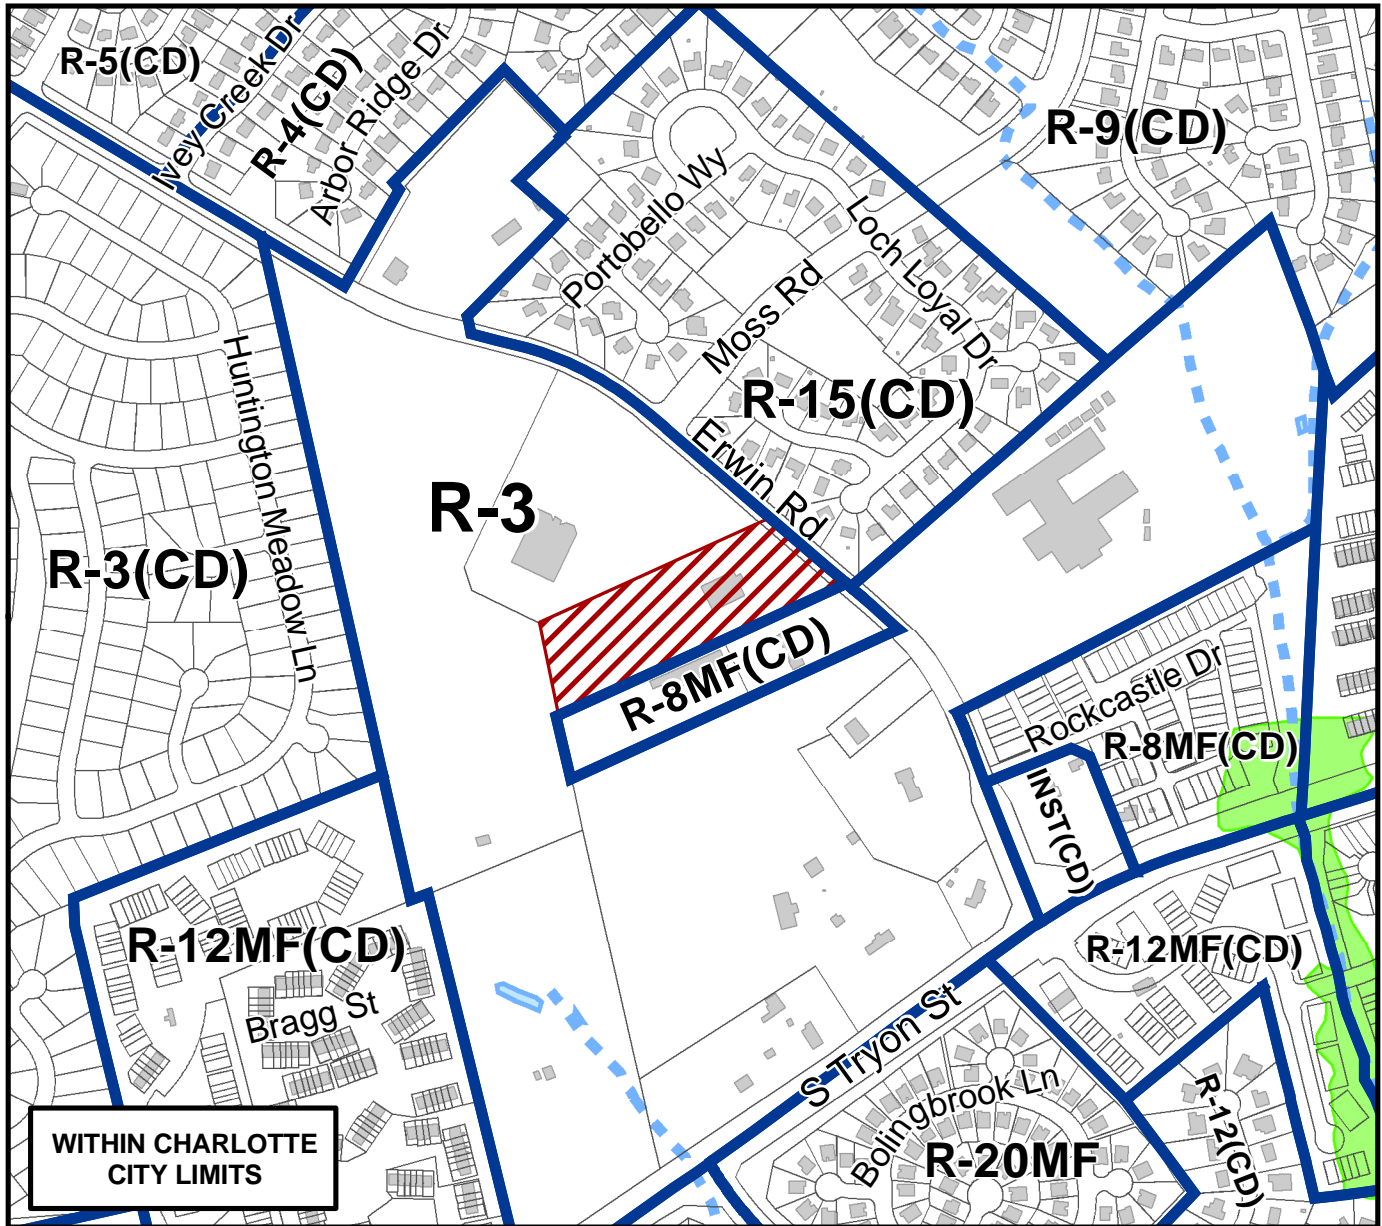 R-5(CD)
Ivey Creek Dr
R-4(CD)
Arbor Ridge Dr
R-9(CD)
Portobello Wy
Loch Loyal Dr
Moss Rd
R-15(CD)
Huntington Meadow Ln
Erwin Rd
R-3
R-3(CD)
R-8MF(CD)
Rockcastle Dr
R-8MF(CD)
INST(CD)
R-12MF(CD)
R-12MF(CD)
Bragg St
S Tryon St
Bolingbrook Ln
R-20MF
R-12(CD)
WITHIN CHARLOTTE
CITY LIMITS